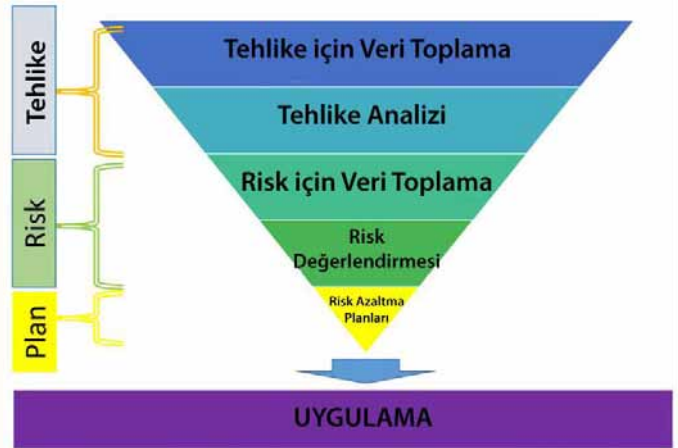 Tehlike
Risk
Plan
Tehlike için Veri Toplama
Tehlike Analizi
Risk için Veri Toplama
Risk
Değerlendirmesi
Risk Azaltma
Planları
UYGULAMA